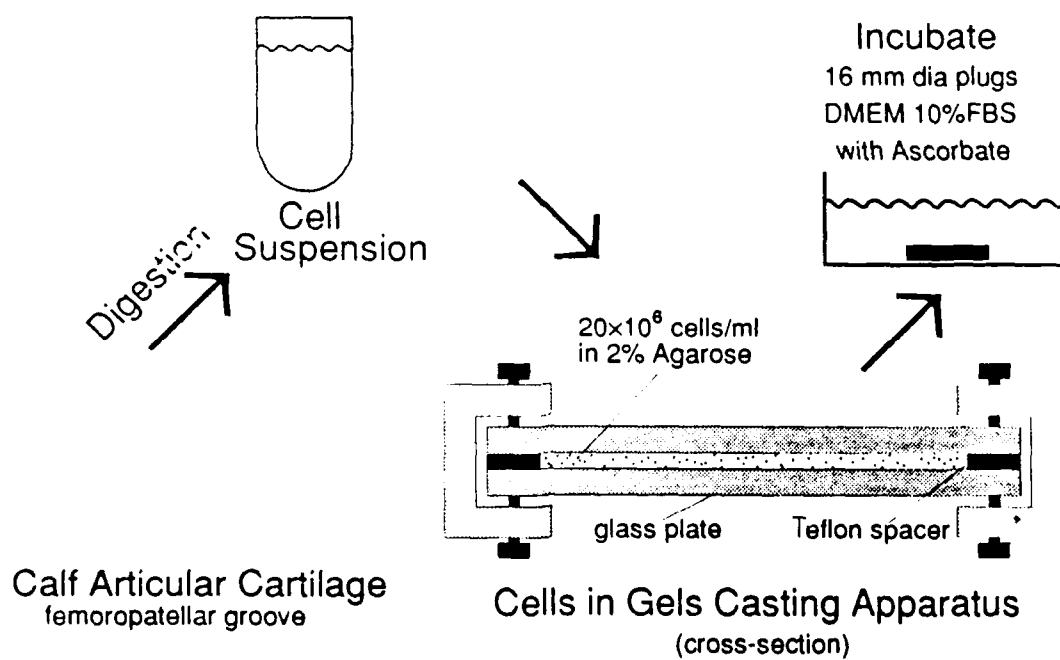 Incubate
16 mm dia plugs
DMEM 10%FBS
with Ascorbate
Cell
Suspension
Digestion
20×10⁶ cells/ml
in 2% Agarose
glass plate
Teflon spacer
Calf Articular Cartilage
femoropatellar groove
Cells in Gels Casting Apparatus
(cross-section)